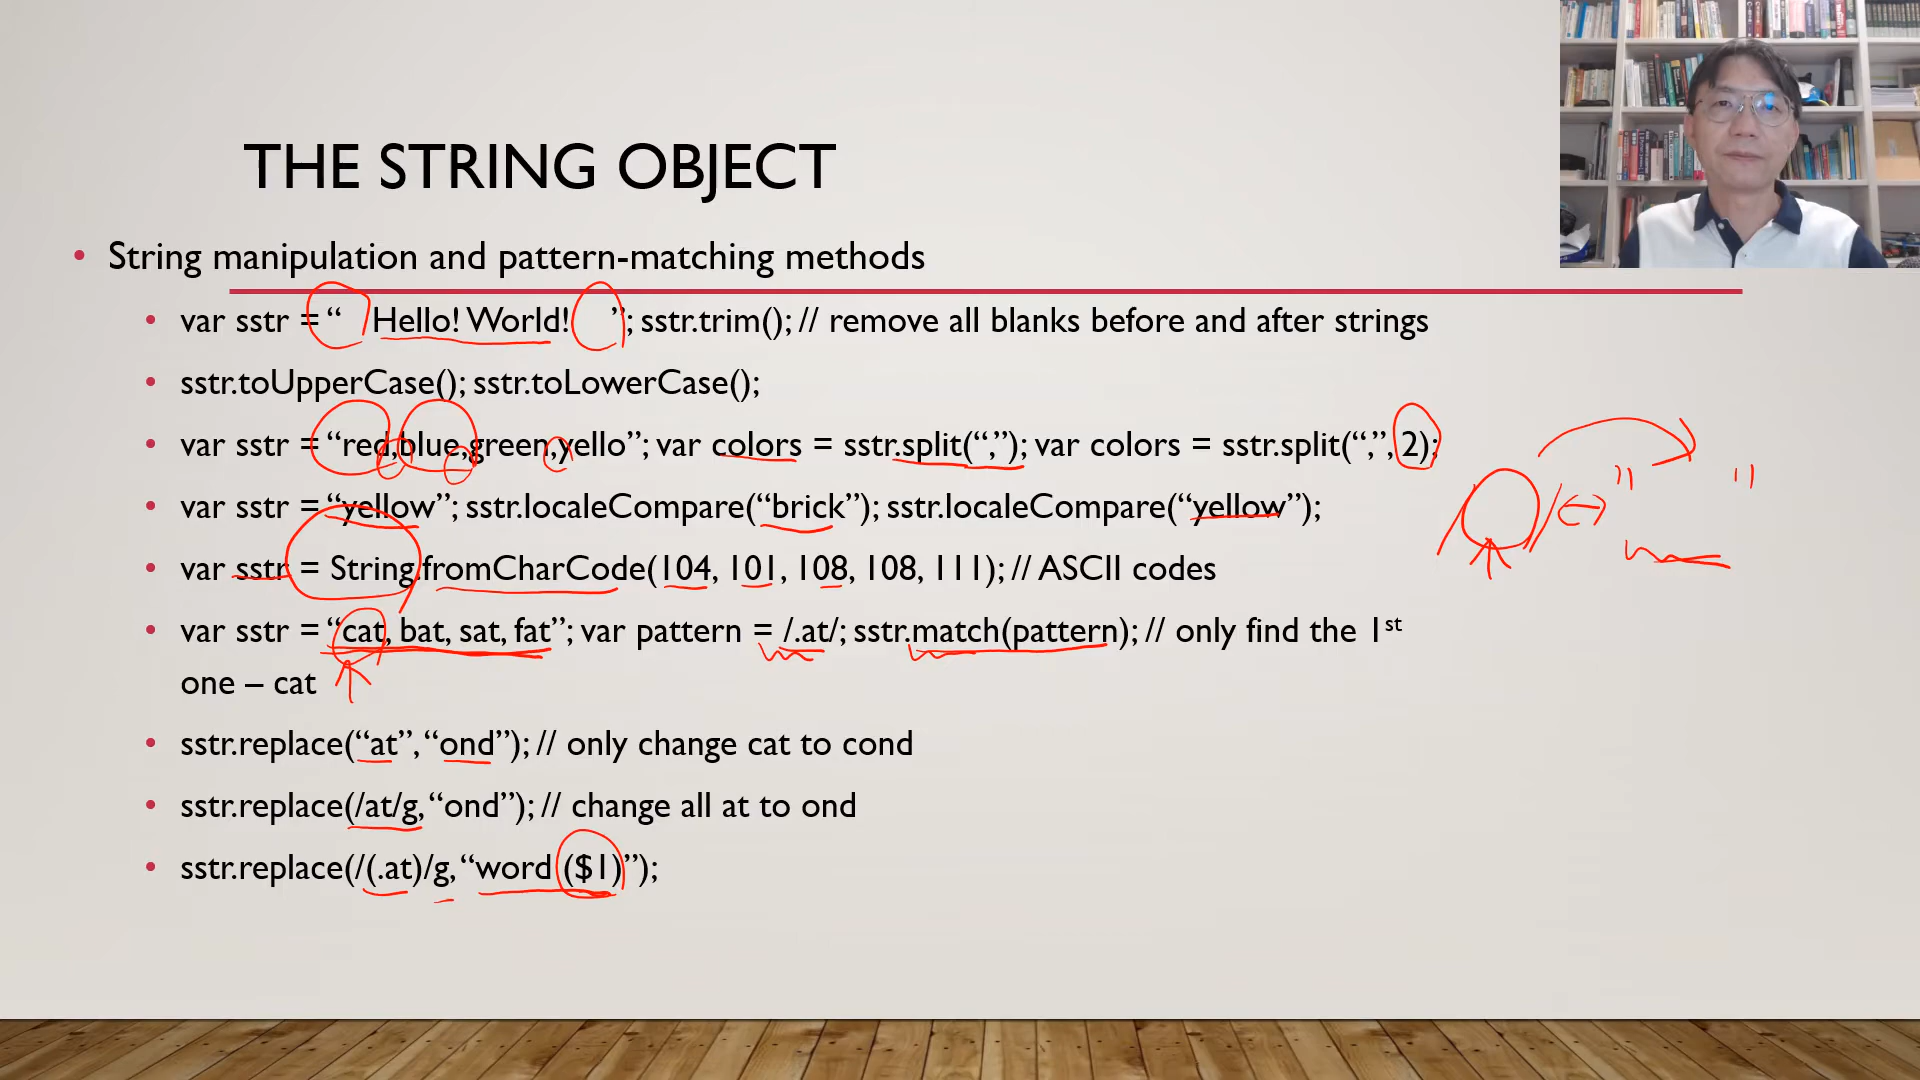 THE STRING OBJECT
• String manipulation and pattern-matching methods
• var sstr = “   Hello! World!    ”; sstr.trim(); // remove all blanks before and after strings
• sstr.toUpperCase(); sstr.toLowerCase();
• var sstr = “red,blue,green,yello”; var colors = sstr.split(“,”); var colors = sstr.split(“,”, 2);
• var sstr = “yellow”; sstr.localeCompare(“brick”); sstr.localeCompare(“yellow”);
• var sstr = String.fromCharCode(104, 101, 108, 108, 111); // ASCII codes
• var sstr = “cat, bat, sat, fat”; var pattern = /.at/; sstr.match(pattern); // only find the 1st
one – cat
• sstr.replace(“at”, “ond”); // only change cat to cond
• sstr.replace(/at/g, “ond”); // change all at to ond
• sstr.replace(/(.at)/g, “word ($1)”);